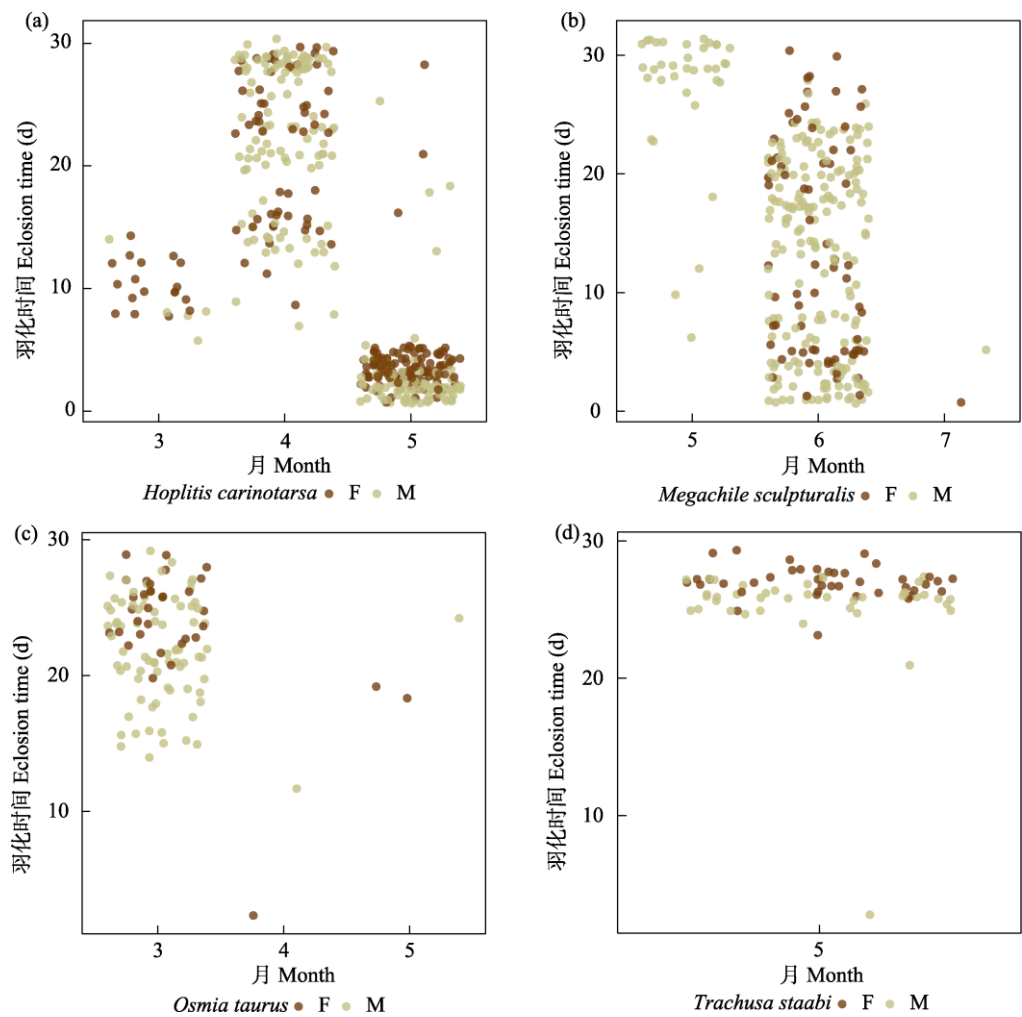 (a)
30
20
10
0
羽化时间 Eclosion time (d)
3 4 5
月 Month
Hoplitis carinotarsa F M
(b)
30
20
10
0
羽化时间 Eclosion time (d)
5 6 7
月 Month
Megachile sculpturalis F M
(c)
30
20
10
羽化时间 Eclosion time (d)
3 4 5
月 Month
Osmia taurus F M
(d)
30
20
10
羽化时间 Eclosion time (d)
5
月 Month
Trachusa staabi F M